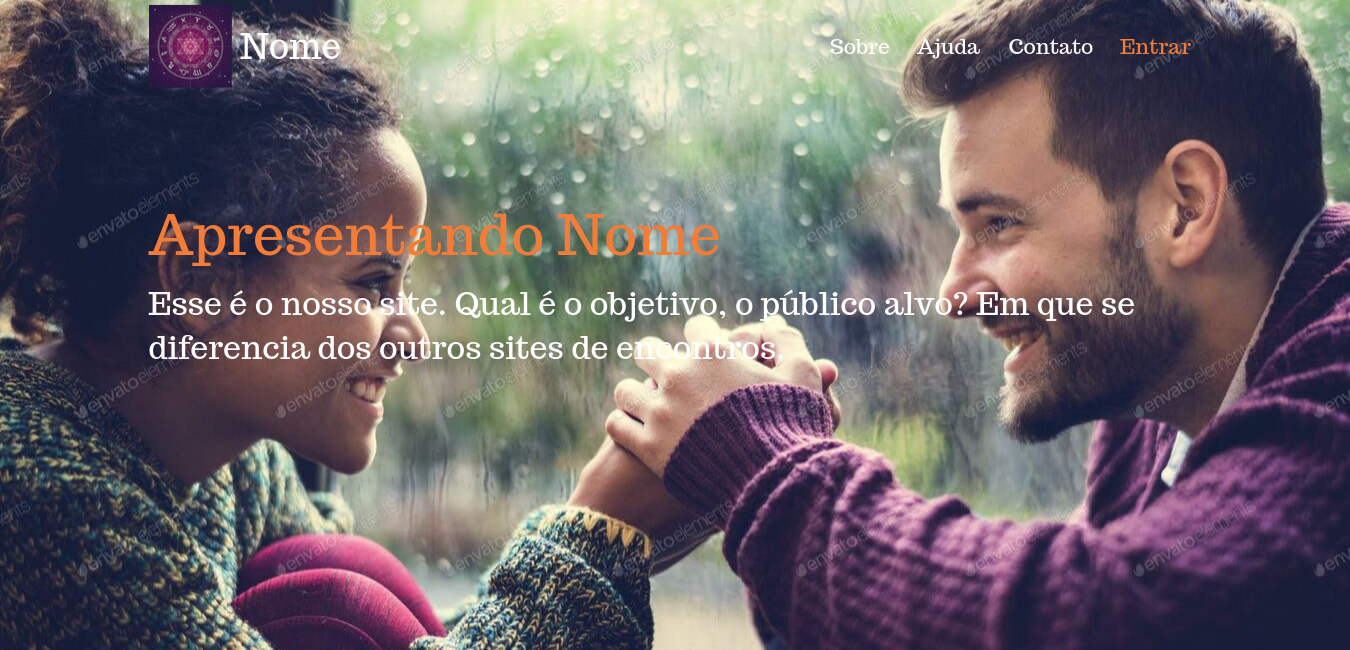 Nome
Sobre Ajuda Contato Entrar
Apresentando Nome
Esse é o nosso site. Qual é o objetivo, o público alvo? Em que se
diferencia dos outros sites de encontros.
envatoelements